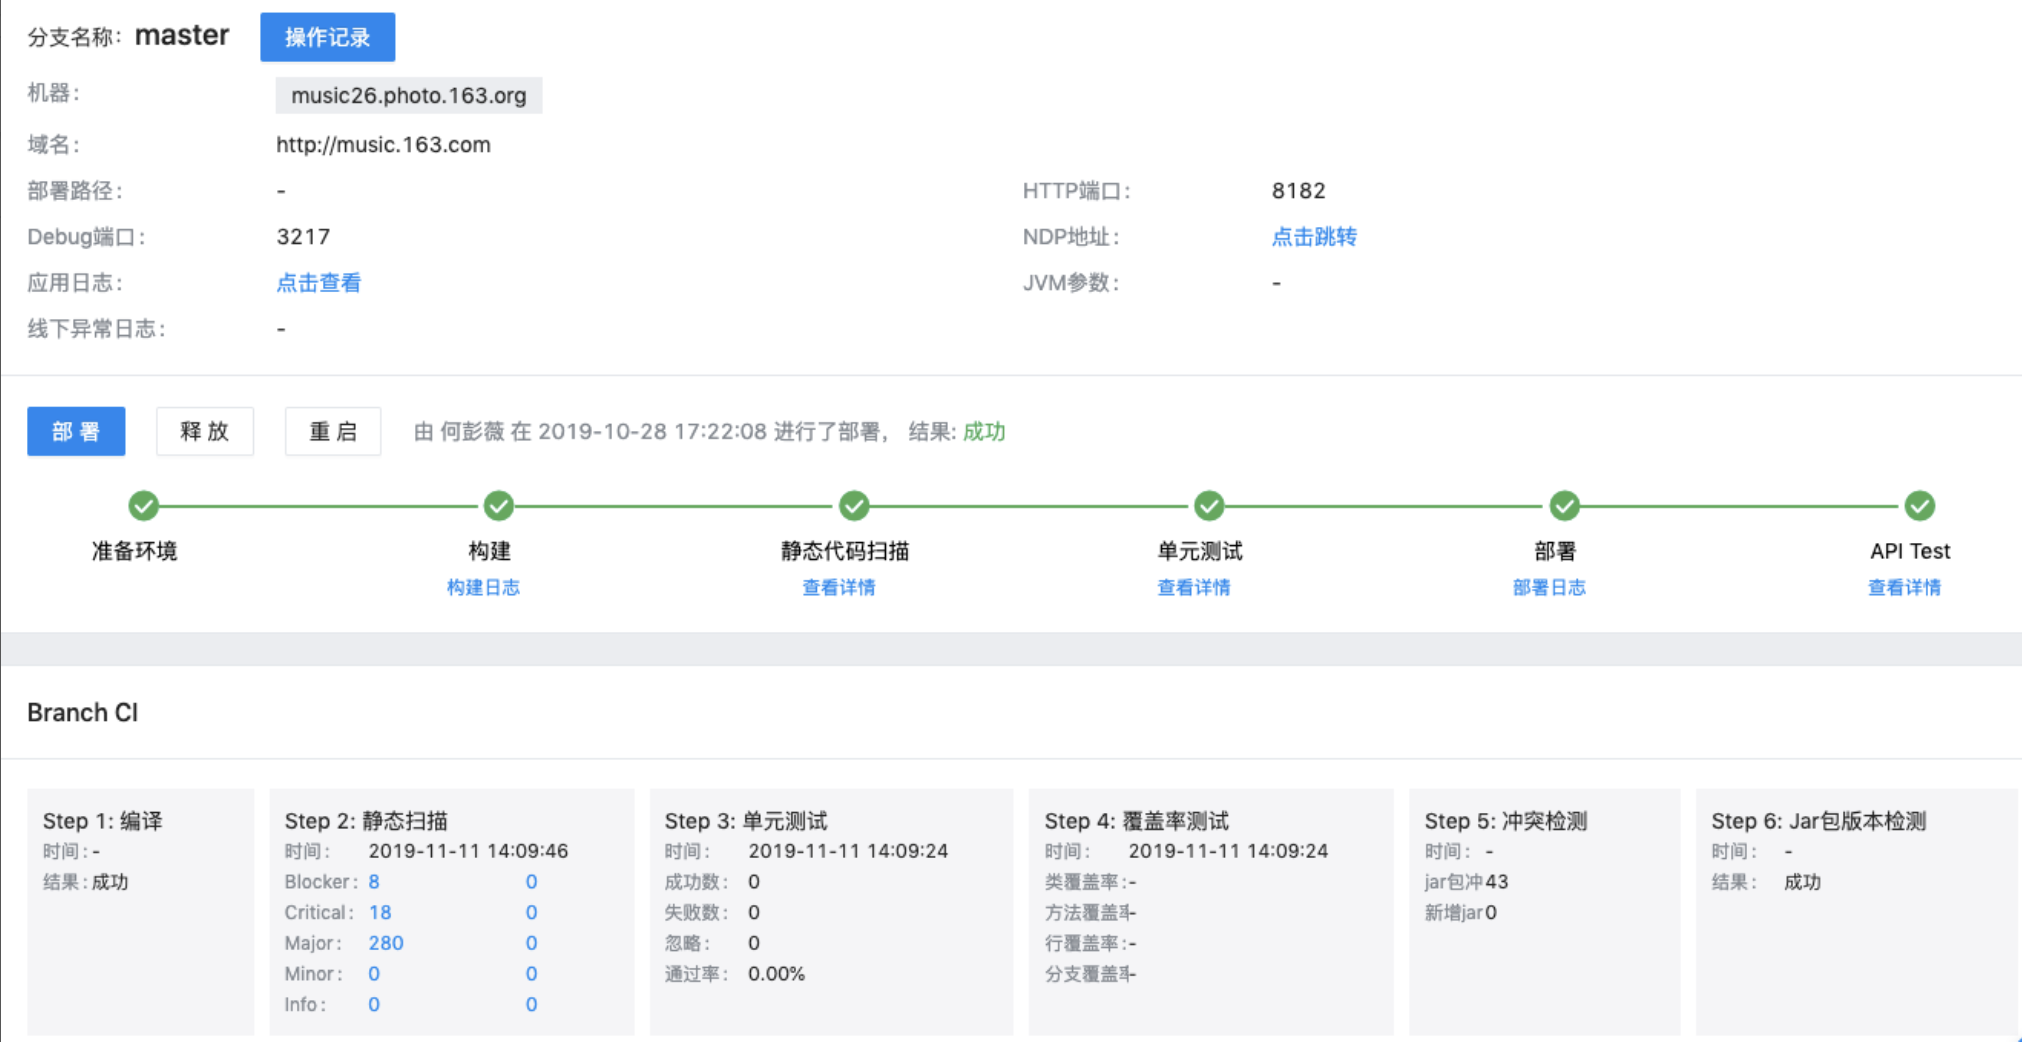 分支名称：master 操作记录
机器： music26.photo.163.org
域名： http://music.163.com
部署路径： - HTTP端口： 8182
Debug端口： 3217 NDP地址： 点击跳转
应用日志： 点击查看 JVM参数： -
线下异常日志： -
部 署 释 放 重 启 由 何彭薇 在 2019-10-28 17:22:08 进行了部署， 结果: 成功
准备环境 构建 静态代码扫描 单元测试 部署 API Test
构建日志 查看详情 查看详情 部署日志 查看详情
Branch CI
Step 1: 编译
时间：-
结果：成功
Step 2: 静态扫描
时间： 2019-11-11 14:09:46
Blocker： 8 0
Critical： 18 0
Major： 280 0
Minor： 0 0
Info： 0 0
Step 3: 单元测试
时间： 2019-11-11 14:09:24
成功数： 0
失败数： 0
忽略： 0
通过率： 0.00%
Step 4: 覆盖率测试
时间： 2019-11-11 14:09:24
类覆盖率：-
方法覆盖率-
行覆盖率：-
分支覆盖率-
Step 5: 冲突检测
时间： -
jar包冲43
新增jar0
Step 6: Jar包版本检测
时间： -
结果： 成功